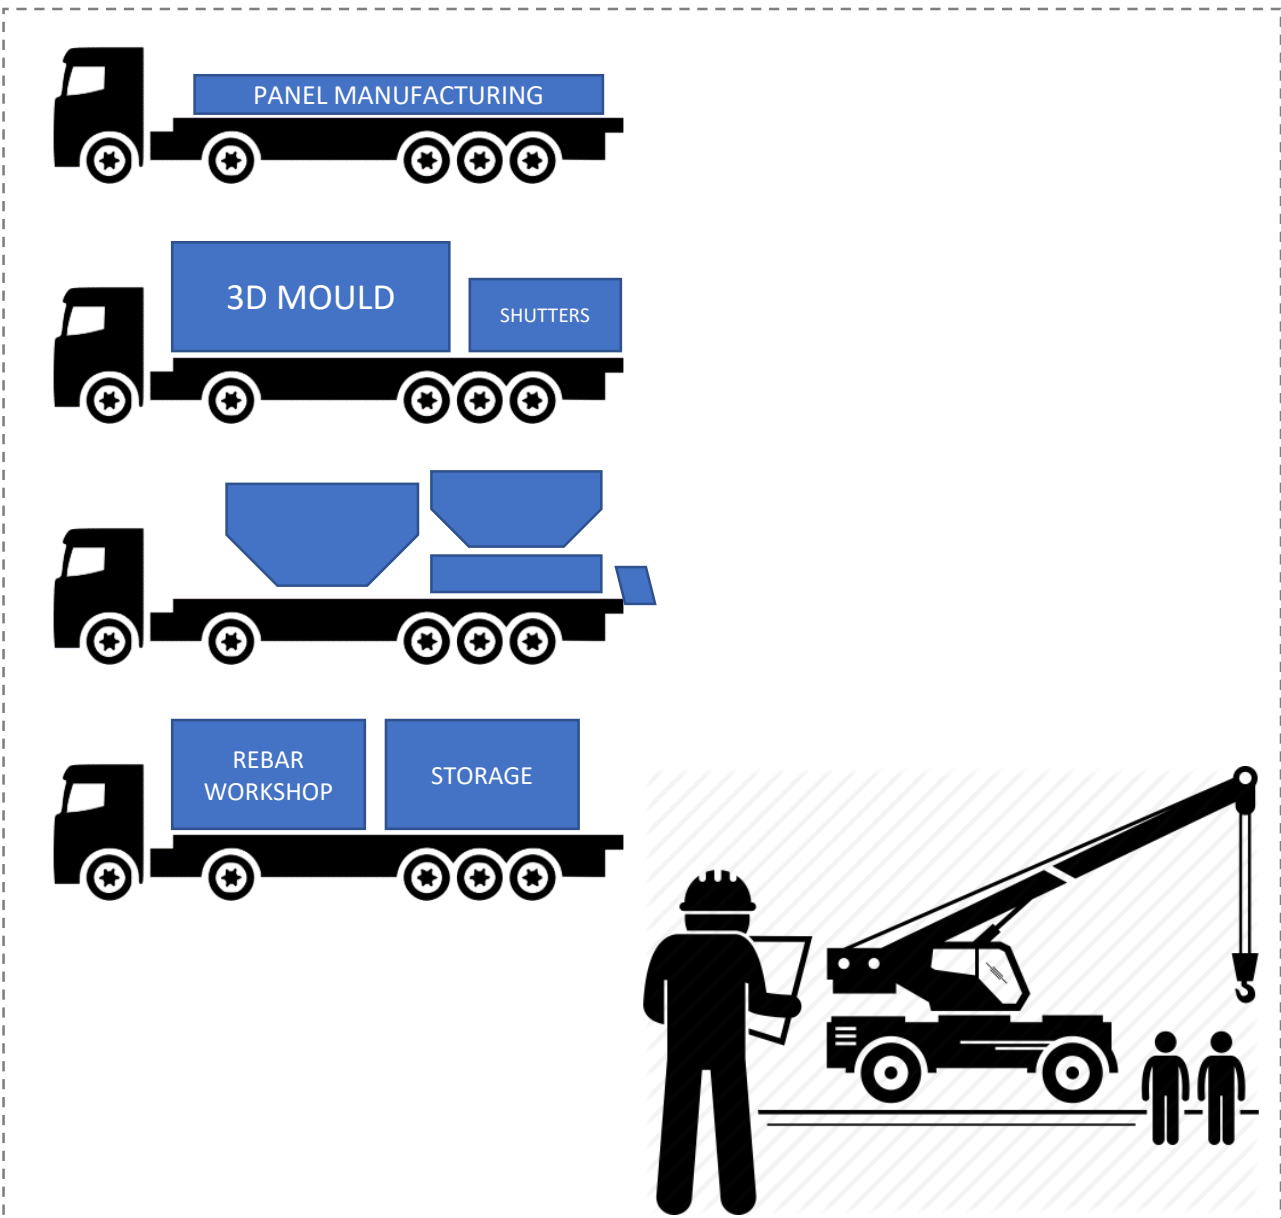 PANEL MANUFACTURING
3D MOULD
SHUTTERS
REBAR
WORKSHOP
STORAGE